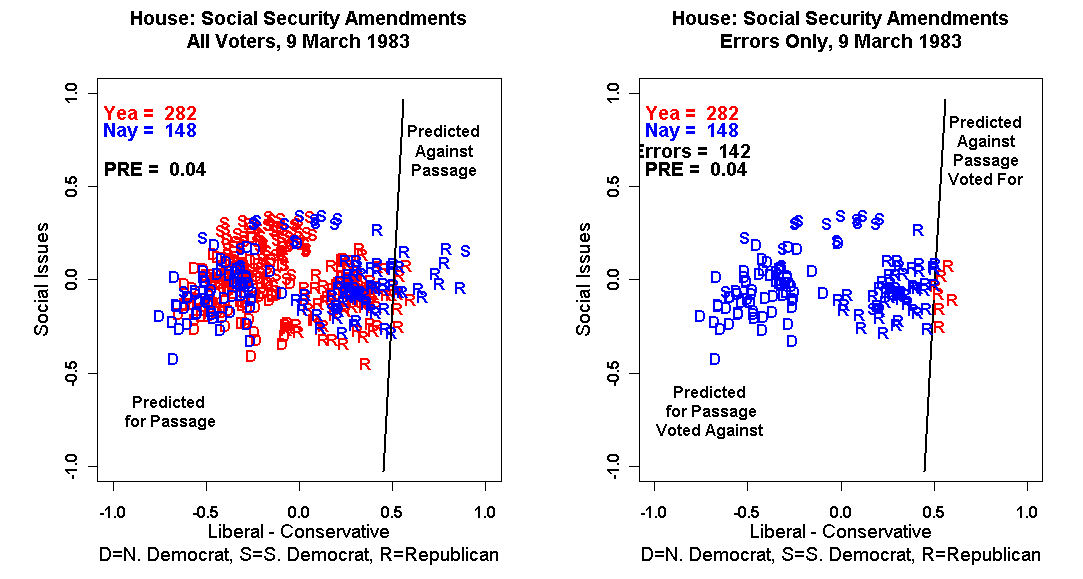 House: Social Security Amendments
All Voters, 9 March 1983
Yea = 282
Nay = 148
PRE = 0.04
Predicted
Against
Passage
Predicted
for Passage
Social Issues
1.0
0.5
0.0
-0.5
-1.0
-1.0
-0.5
0.0
0.5
1.0
Liberal - Conservative
D=N. Democrat, S=S. Democrat, R=Republican
House: Social Security Amendments
Errors Only, 9 March 1983
Yea = 282
Nay = 148
Errors = 142
PRE = 0.04
Predicted
Against
Passage
Voted For
Predicted
for Passage
Voted Against
Social Issues
1.0
0.5
0.0
-0.5
-1.0
-1.0
-0.5
0.0
0.5
1.0
Liberal - Conservative
D=N. Democrat, S=S. Democrat, R=Republican